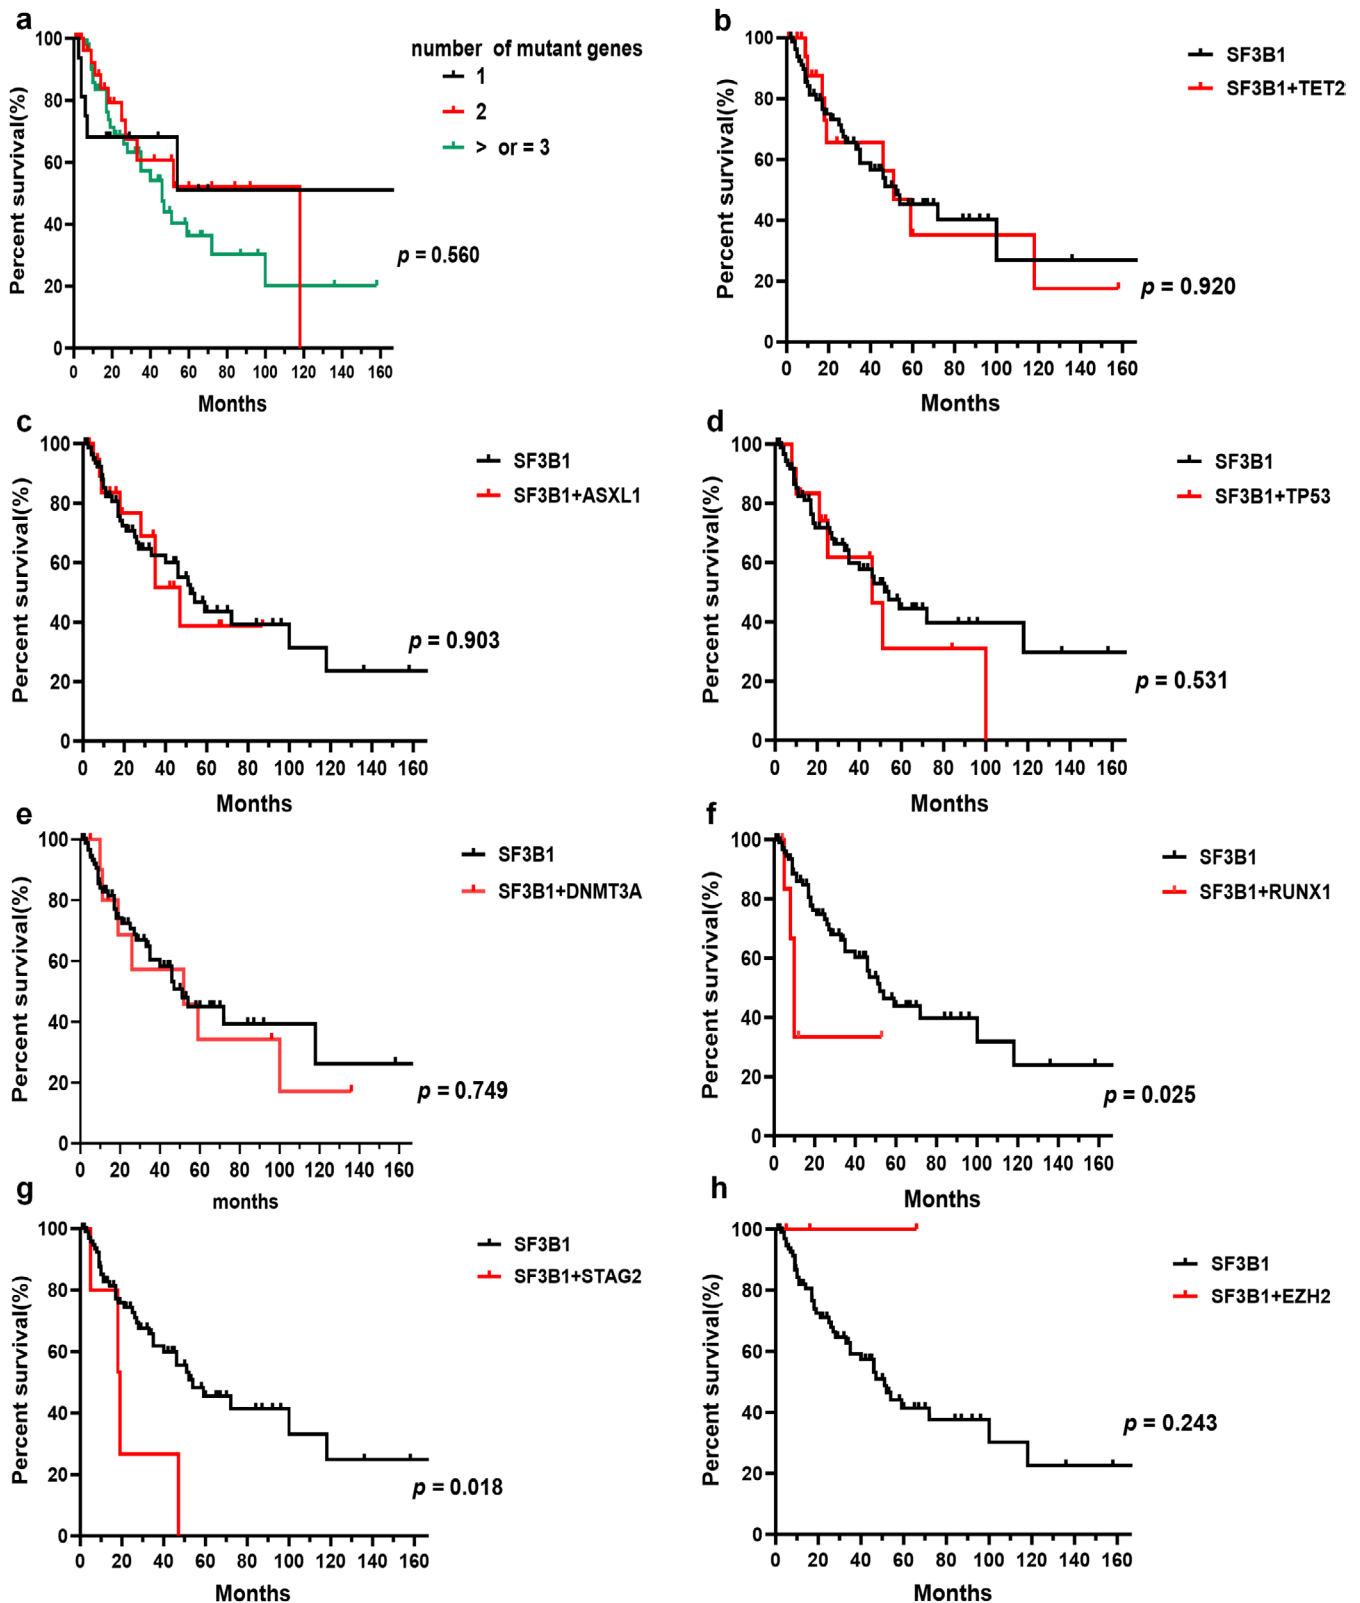 a
number of mutant genes
1
2
> or = 3
Percent survival(%)
100
80
60
40
20
0
p = 0.560
0 20 40 60 80 100 120 140 160
Months
b
SF3B1
SF3B1+TET2
Percent survival(%)
100
80
60
40
20
0
p = 0.920
0 20 40 60 80 100 120 140 160
Months
c
SF3B1
SF3B1+ASXL1
Percent survival(%)
100
80
60
40
20
0
p = 0.903
0 20 40 60 80 100 120 140 160
Months
d
SF3B1
SF3B1+TP53
Percent survival(%)
100
80
60
40
20
0
p = 0.531
0 20 40 60 80 100 120 140 160
Months
e
SF3B1
SF3B1+DNMT3A
Percent survival(%)
100
80
60
40
20
0
p = 0.749
0 20 40 60 80 100 120 140 160
months
f
SF3B1
SF3B1+RUNX1
Percent survival(%)
100
80
60
40
20
0
p = 0.025
0 20 40 60 80 100 120 140 160
Months
g
SF3B1
SF3B1+STAG2
Percent survival(%)
100
80
60
40
20
0
p = 0.018
0 20 40 60 80 100 120 140 160
Months
h
SF3B1
SF3B1+EZH2
Percent survival(%)
100
80
60
40
20
0
p = 0.243
0 20 40 60 80 100 120 140 160
Months